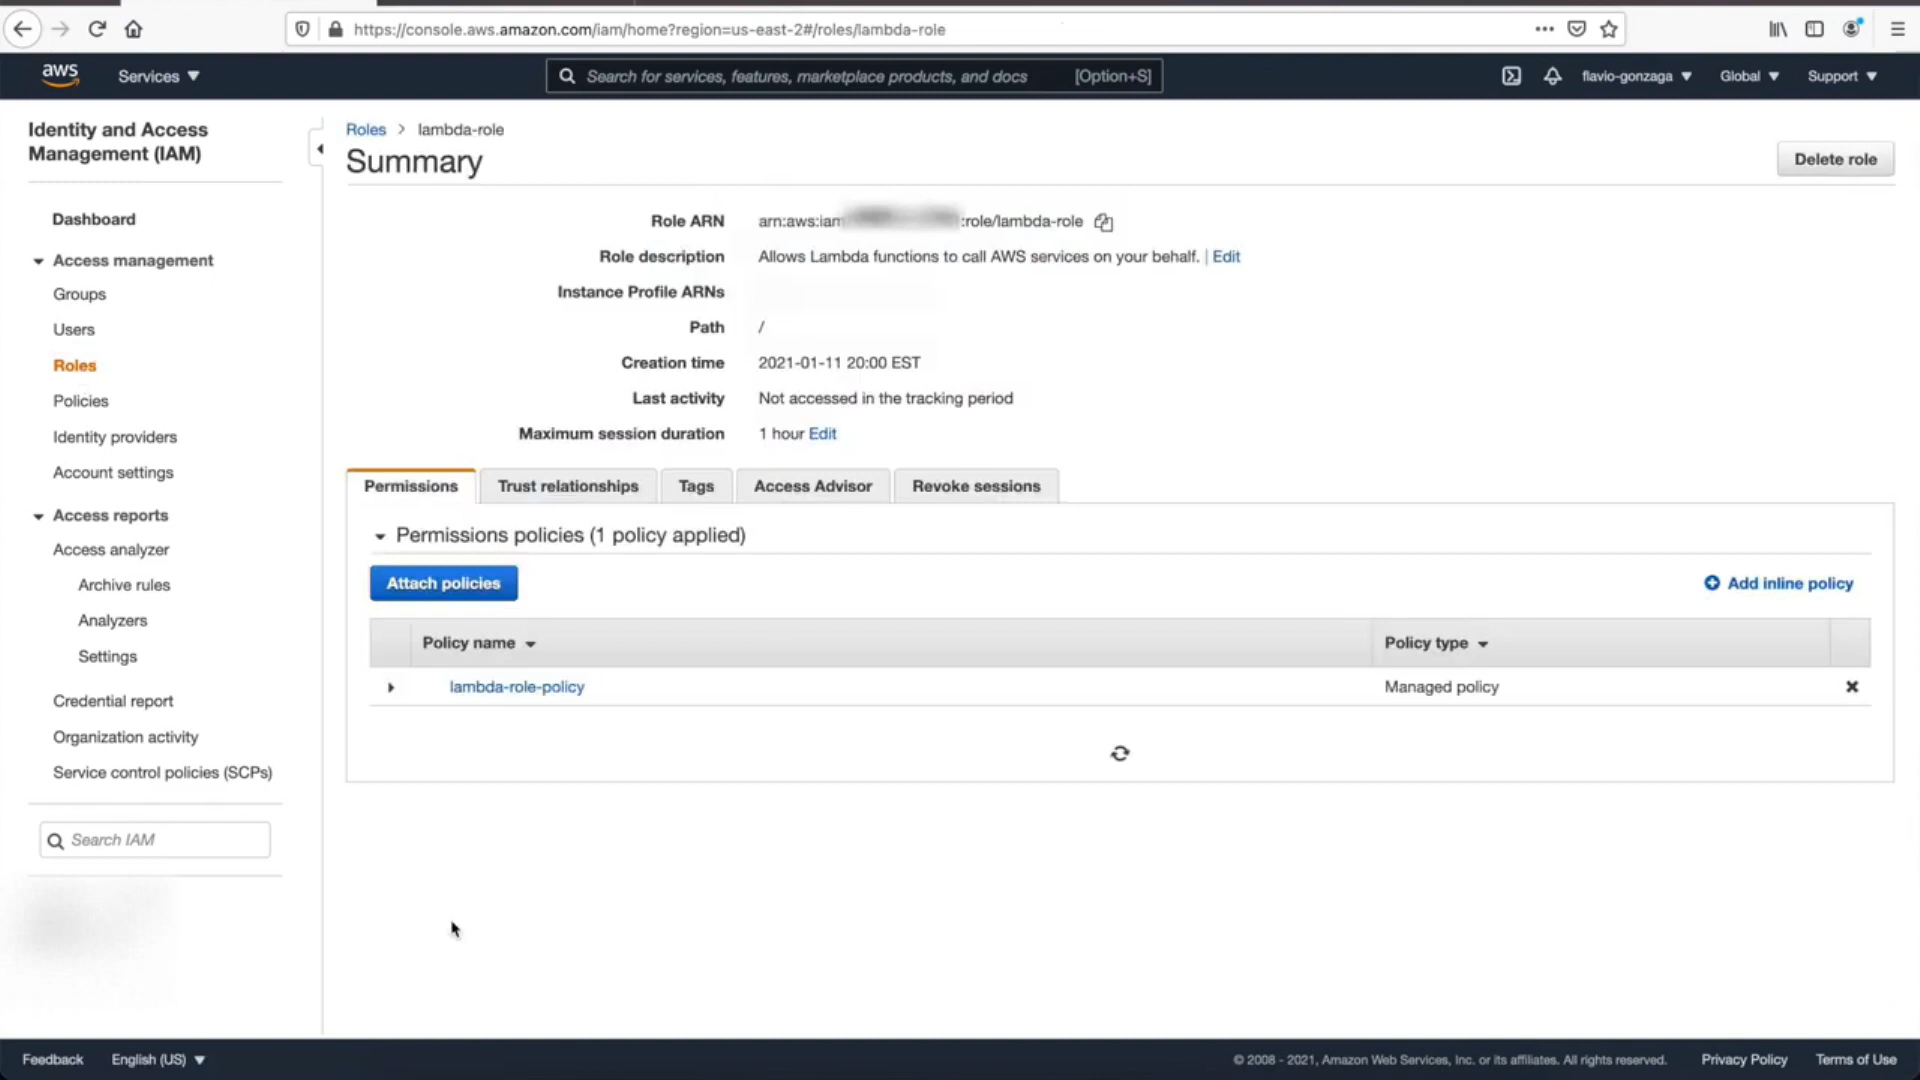 https://console.aws.amazon.com/iam/home?region=us-east-2#/roles/lambda-role
aws
Services
Search for services, features, marketplace products, and docs
[Option+S]
flavio-gonzaga
Global
Support
Identity and Access
Management (IAM)
Dashboard
Access management
Groups
Users
Roles
Policies
Identity providers
Account settings
Access reports
Access analyzer
Archive rules
Analyzers
Settings
Credential report
Organization activity
Service control policies (SCPs)
Search IAM
Roles > lambda-role
Summary
Delete role
Role ARN arn:aws:iam :role/lambda-role
Role description Allows Lambda functions to call AWS services on your behalf. | Edit
Instance Profile ARNs
Path /
Creation time 2021-01-11 20:00 EST
Last activity Not accessed in the tracking period
Maximum session duration 1 hour Edit
Permissions
Trust relationships
Tags
Access Advisor
Revoke sessions
Permissions policies (1 policy applied)
Attach policies
Add inline policy
Policy name
Policy type
lambda-role-policy
Managed policy
Feedback
English (US)
© 2008 - 2021, Amazon Web Services, Inc. or its affiliates. All rights reserved.
Privacy Policy
Terms of Use